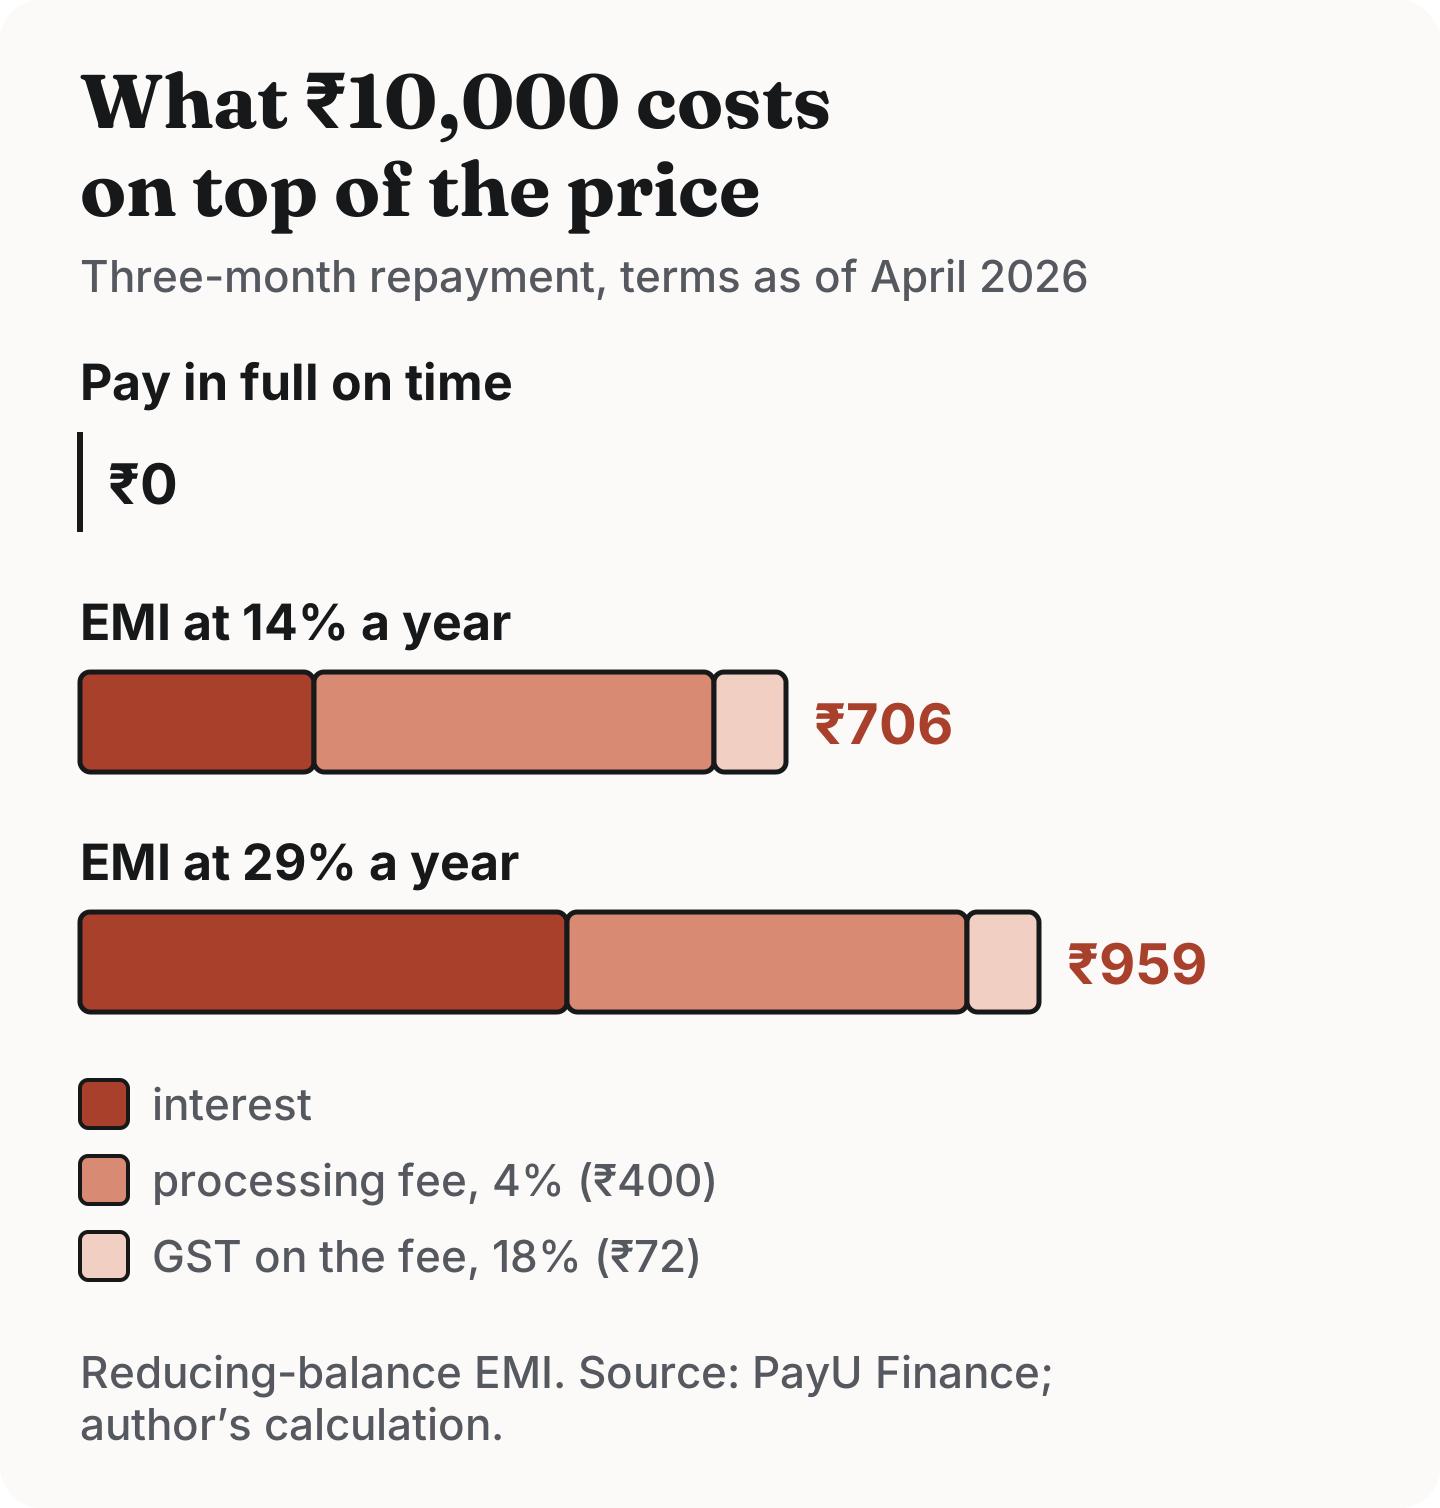 What ₹10,000 costs
on top of the price
Three-month repayment, terms as of April 2026
Pay in full on time
₹0
EMI at 14% a year
₹706
EMI at 29% a year
₹959
interest
processing fee, 4% (₹400)
GST on the fee, 18% (₹72)
Reducing-balance EMI. Source: PayU Finance;
author’s calculation.